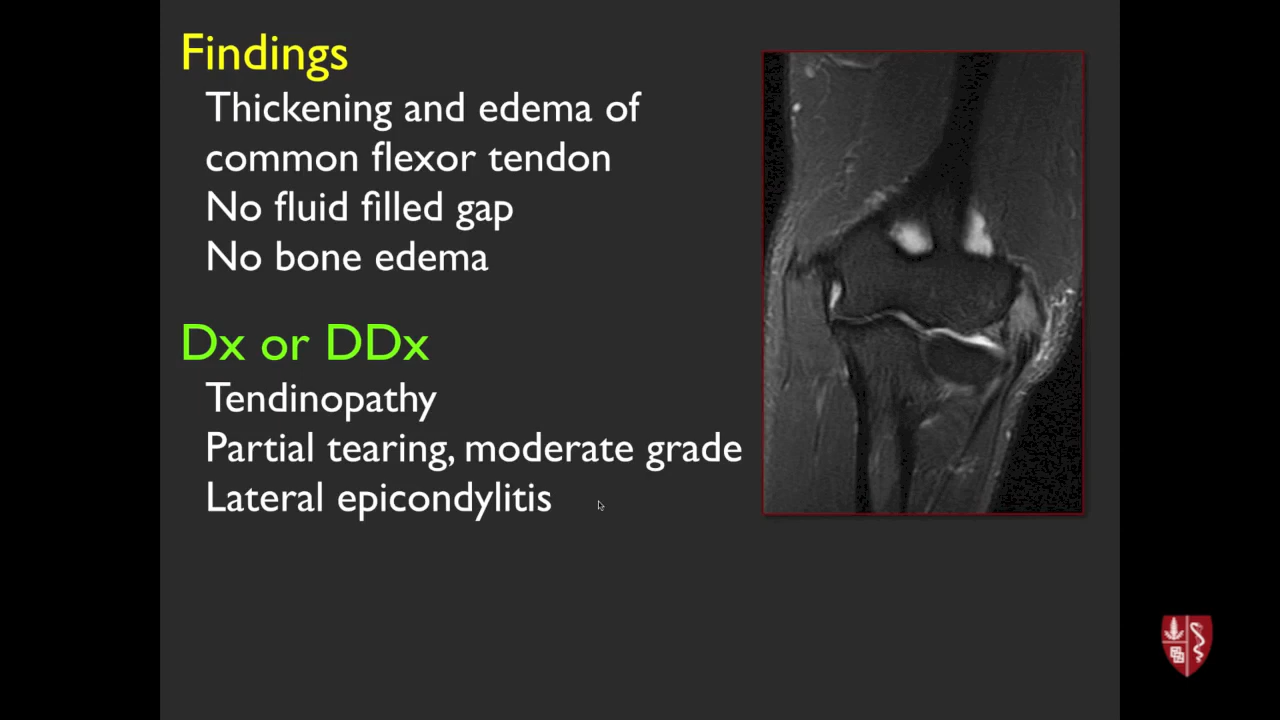 Findings
Thickening and edema of
common flexor tendon
No fluid filled gap
No bone edema
Dx or DDx
Tendinopathy
Partial tearing, moderate grade
Lateral epicondylitis